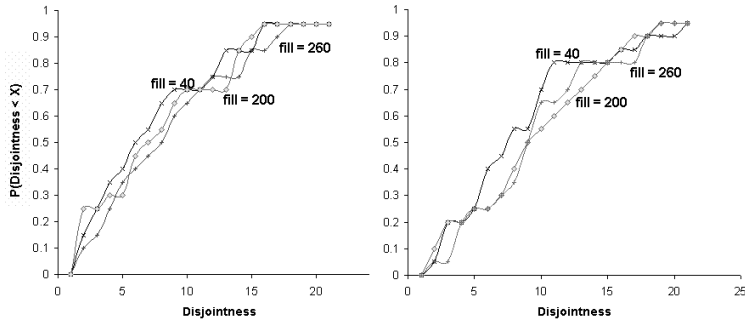 P(Disjointness < X)
1
0.9
0.8
0.7
0.6
0.5
0.4
0.3
0.2
0.1
0
fill = 40
fill = 260
fill = 200
0 5 10 15 20
Disjointness
1
0.9
0.8
0.7
0.6
0.5
0.4
0.3
0.2
0.1
0
fill = 40
fill = 260
fill = 200
0 5 10 15 20 25
Disjointness